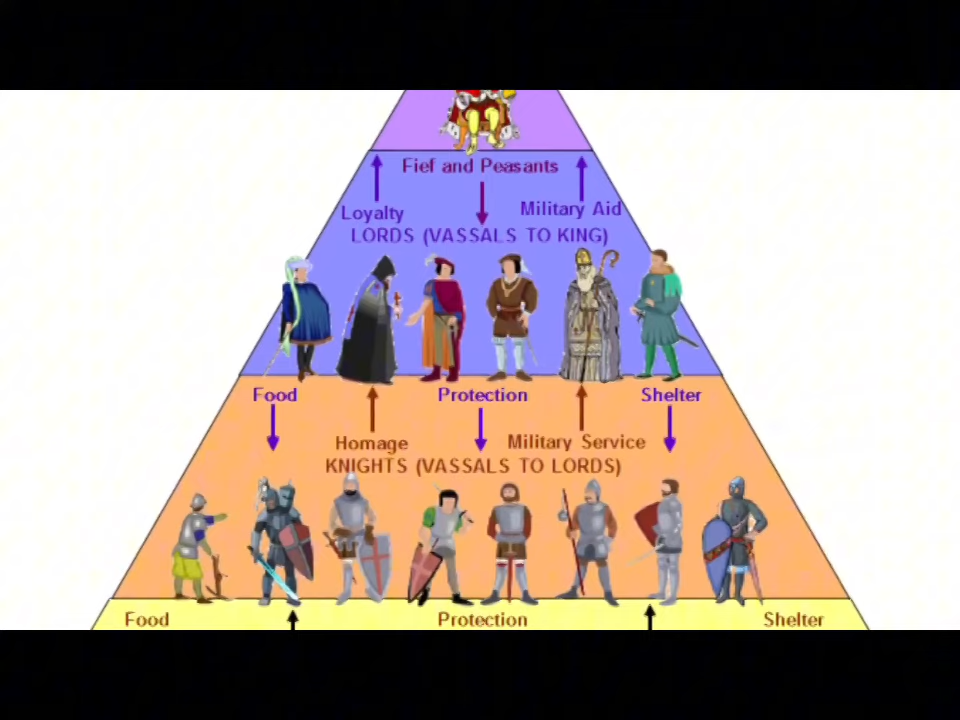 Fief and Peasants
Loyalty
Military Aid
LORDS (VASSALS TO KING)
Food
Protection
Shelter
Homage
Military Service
KNIGHTS (VASSALS TO LORDS)
Food
Protection
Shelter